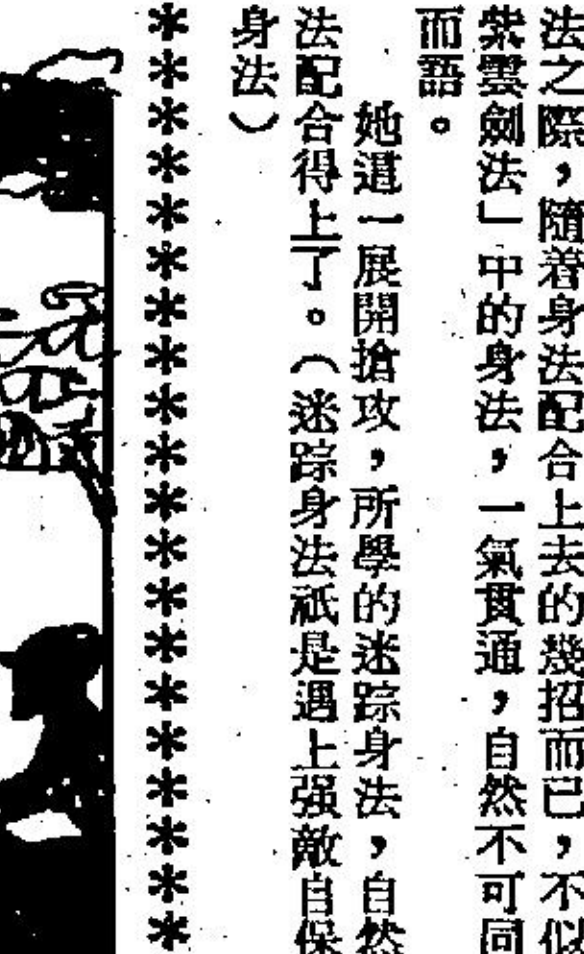 法之際，隨着身法配合上去的幾招而已，不似
紫雲劍法」中的身法，一氣貫通，自然不可同
而語。
她這一展開搶攻，所學的迷踪身法，自然
法配合得上了。（迷踪身法祇是遇上强敵自保
身法）
＊＊＊＊＊＊＊＊＊＊＊＊＊＊＊＊＊＊＊